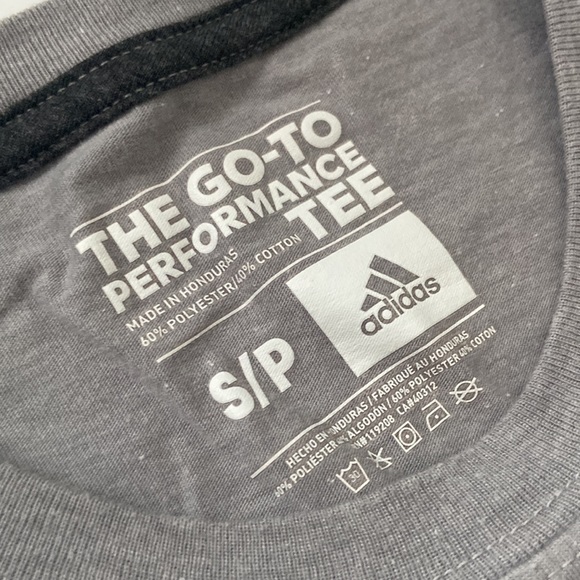 THE GO-TO
PERFORMANCE
TEE
MADE IN HONDURAS
60% POLYESTER/40% COTTON
S/P
adidas
HECHO EN HONDURAS / FABRIQUÉ AU HONDURAS
60% POLIÉSTER 40% ALGODÓN / 60% POLYESTER 40% COTON
RN#119208 CA#40312
30